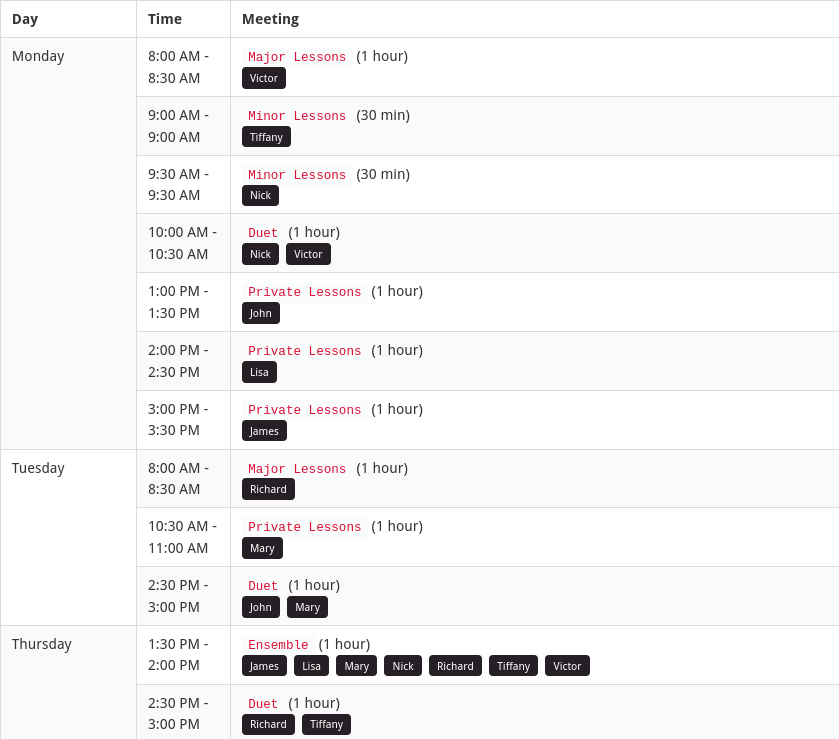 Day Time Meeting
Monday 8:00 AM - Major Lessons (1 hour)
8:30 AM Victor
9:00 AM - Minor Lessons (30 min)
9:00 AM Tiffany
9:30 AM - Minor Lessons (30 min)
9:30 AM Nick
10:00 AM - Duet (1 hour)
10:30 AM Nick Victor
1:00 PM - Private Lessons (1 hour)
1:30 PM John
2:00 PM - Private Lessons (1 hour)
2:30 PM Lisa
3:00 PM - Private Lessons (1 hour)
3:30 PM James
Tuesday 8:00 AM - Major Lessons (1 hour)
8:30 AM Richard
10:30 AM - Private Lessons (1 hour)
11:00 AM Mary
2:30 PM - Duet (1 hour)
3:00 PM John Mary
Thursday 1:30 PM - Ensemble (1 hour)
2:00 PM James Lisa Mary Nick Richard Tiffany Victor
2:30 PM - Duet (1 hour)
3:00 PM Richard Tiffany